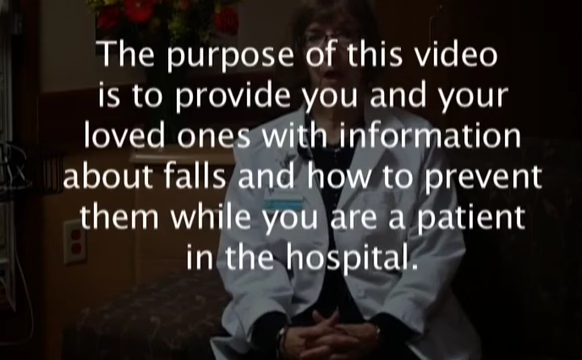 The purpose of this video
is to provide you and your
loved ones with information
about falls and how to prevent
them while you are a patient
in the hospital.